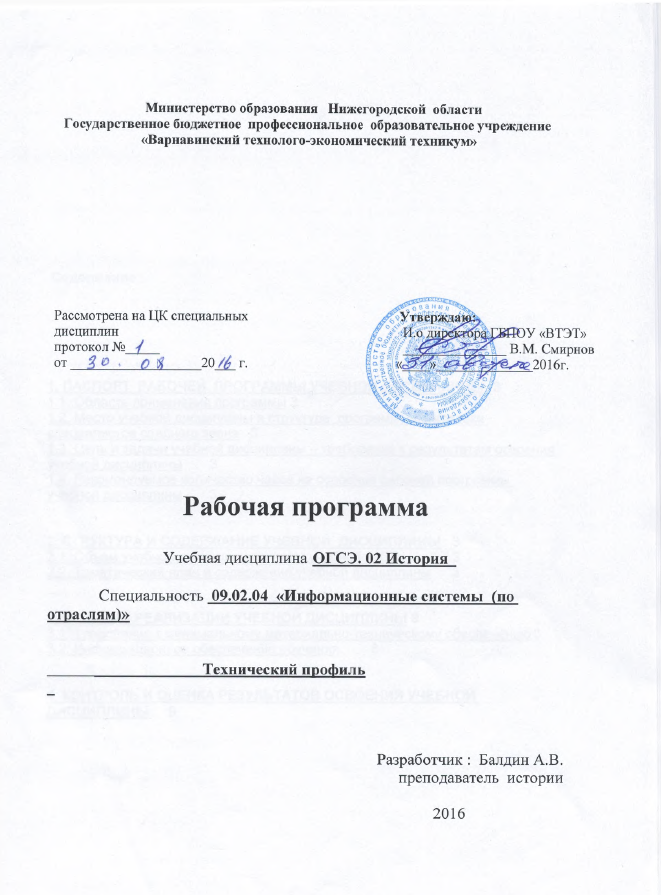 Министерство образования Нижегородской области
Государственное бюджетное профессиональное образовательное учреждение
«Варнавинский технолого-экономический техникум»
Рассмотрена на ЦК специальных
дисциплин
протокол № 1
от 30. 08 2016 г.
Утверждаю:
И.о директора ГБПОУ «ВТЭТ»
В.М. Смирнов
«31» августа 2016г.
Рабочая программа
Учебная дисциплина ОГСЭ. 02 История
Специальность 09.02.04 «Информационные системы (по
отраслям)»
Технический профиль
Разработчик : Балдин А.В.
преподаватель истории
2016